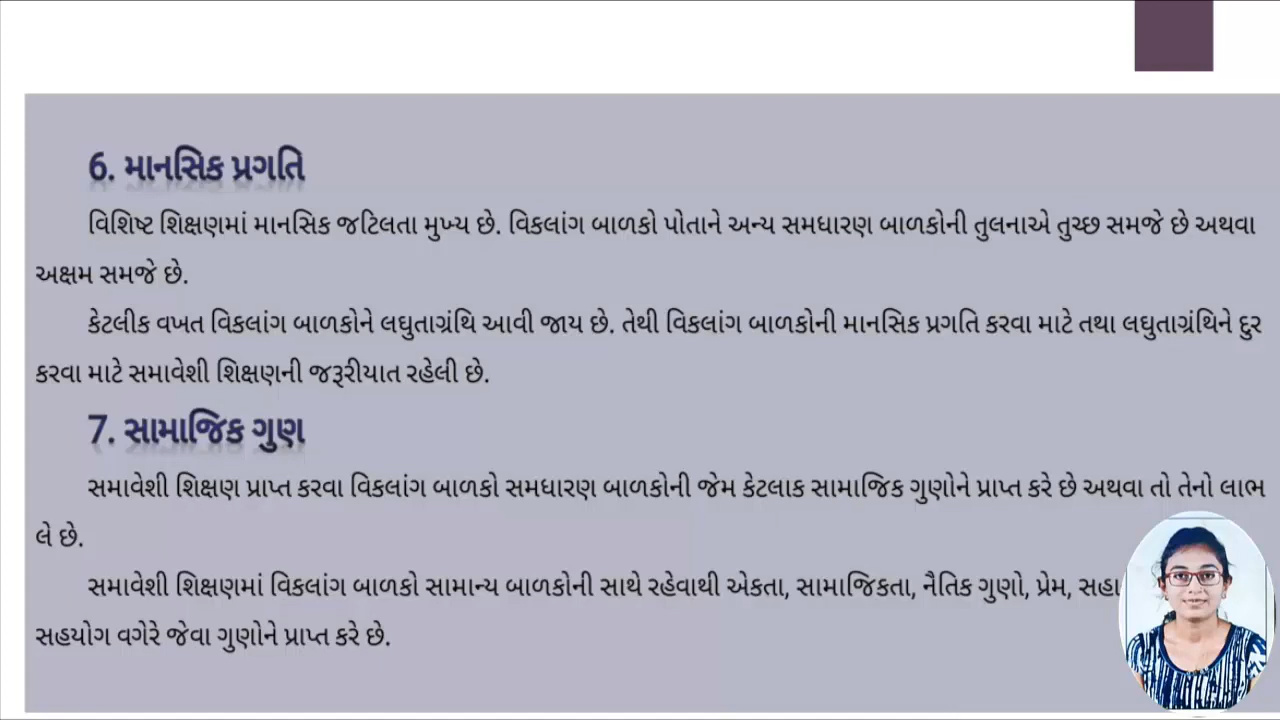 6. માનસિક પ્રગતિ
વિશિષ્ટ શિક્ષણમાં માનસિક જટિલતા મુખ્ય છે. વિકલાંગ બાળકો પોતાને અન્ય સમધારણ બાળકોની તુલનાએ તુચ્છ સમજે છે અથવા
અક્ષમ સમજે છે.
કેટલીક વખત વિકલાંગ બાળકોને લઘુતાગ્રંથિ આવી જાય છે. તેથી વિકલાંગ બાળકોની માનસિક પ્રગતિ કરવા માટે તથા લઘુતાગ્રંથિને દુર
કરવા માટે સમાવેશી શિક્ષણની જરૂરીયાત રહેલી છે.
7. સામાજિક ગુણ
સમાવેશી શિક્ષણ પ્રાપ્ત કરવા વિકલાંગ બાળકો સમધારણ બાળકોની જેમ કેટલાક સામાજિક ગુણોને પ્રાપ્ત કરે છે અથવા તો તેનો લાભ
લે છે.
સમાવેશી શિક્ષણમાં વિકલાંગ બાળકો સામાન્ય બાળકોની સાથે રહેવાથી એકતા, સામાજિકતા, નૈતિક ગુણો, પ્રેમ,
સહયોગ વગેરે જેવા ગુણોને પ્રાપ્ત કરે છે.